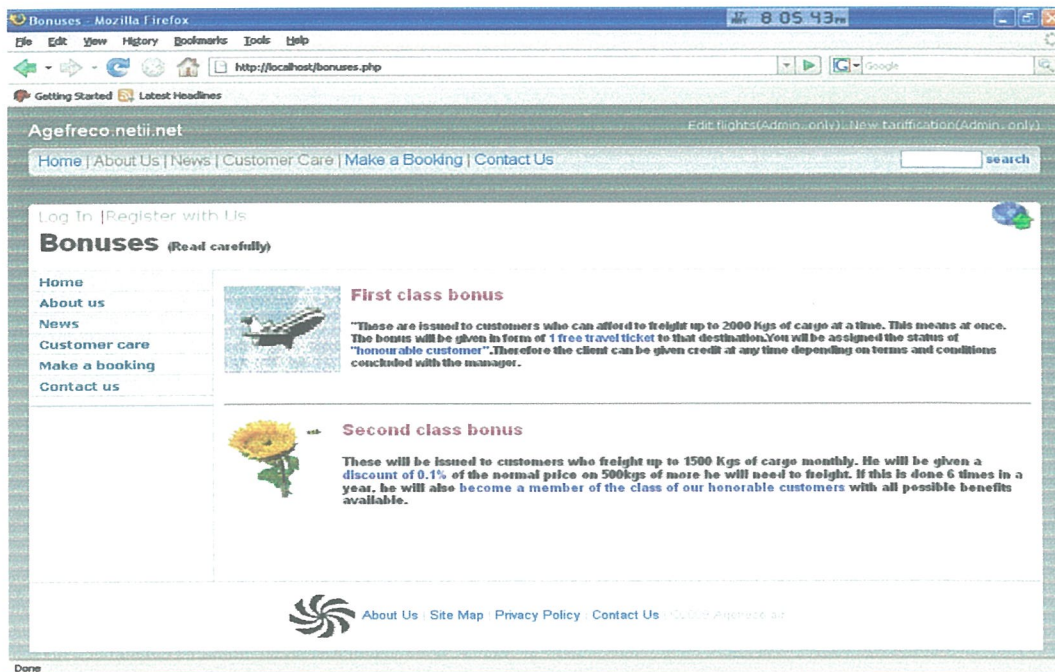 Bonuses - Mozilla Firefox
8 05 43
File Edit View History Bookmarks Tools Help
http://localhost/bonuses.php
Google
Getting Started Latest Headlines
Agefreco.netii.net
Edit flights(Admin. only) New tariffication(Admin. only)
Home | About Us | News | Customer Care | Make a Booking | Contact Us
search
Log In |Register with Us
Bonuses (Read carefully)
Home
About us
News
Customer care
Make a booking
Contact us
First class bonus
"These are issued to customers who can afford to freight up to 2000 Kgs of cargo at a time. This means at once.
The bonus will be given in form of 1 free travel ticket to that destination.You will be assigned the status of
"honourable customer".Therefore the client can be given credit at any time depending on terms and conditions
concluded with the manager.
Second class bonus
These will be issued to customers who freight up to 1500 Kgs of cargo monthly. He will be given a
discount of 0.1% of the normal price on 500kgs of more he will need to freight. If this is done 6 times in a
year, he will also become a member of the class of our honorable customers with all possible benefits
available.
About Us | Site Map | Privacy Policy | Contact Us
Done